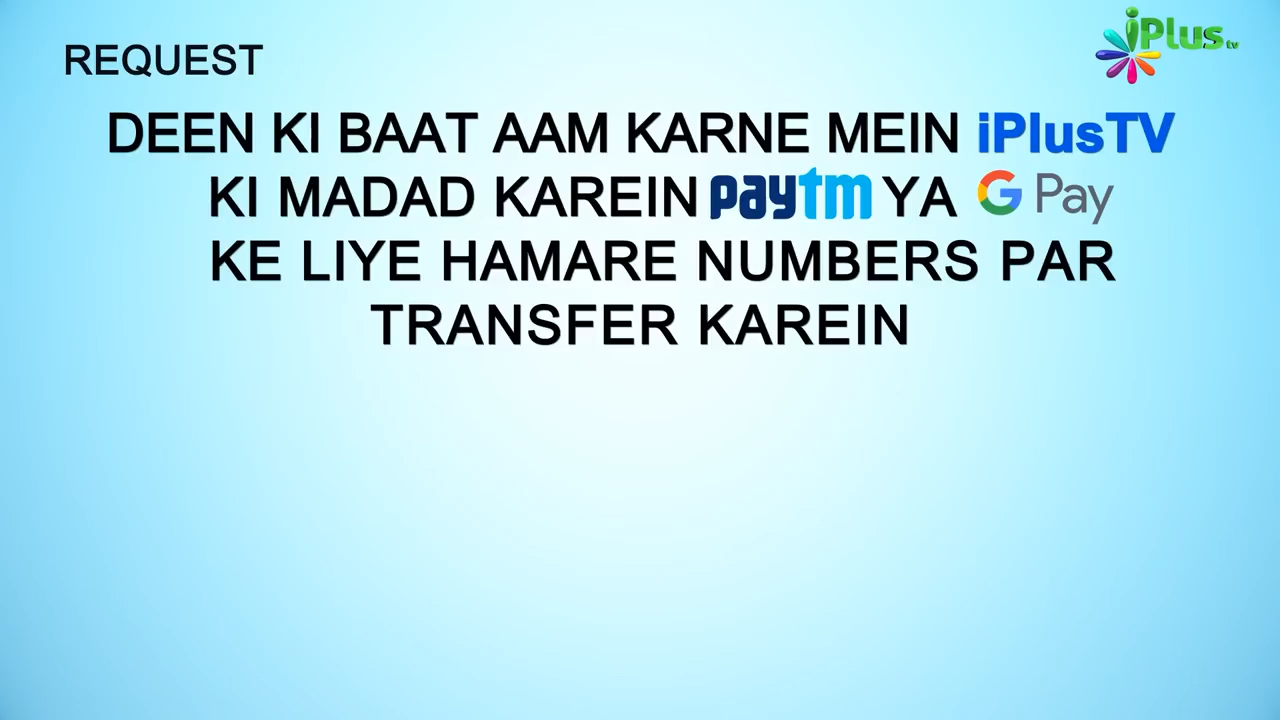 REQUEST
iPlus tv
DEEN KI BAAT AAM KARNE MEIN iPlusTV
KI MADAD KAREIN paytm YA G Pay
KE LIYE HAMARE NUMBERS PAR
TRANSFER KAREIN